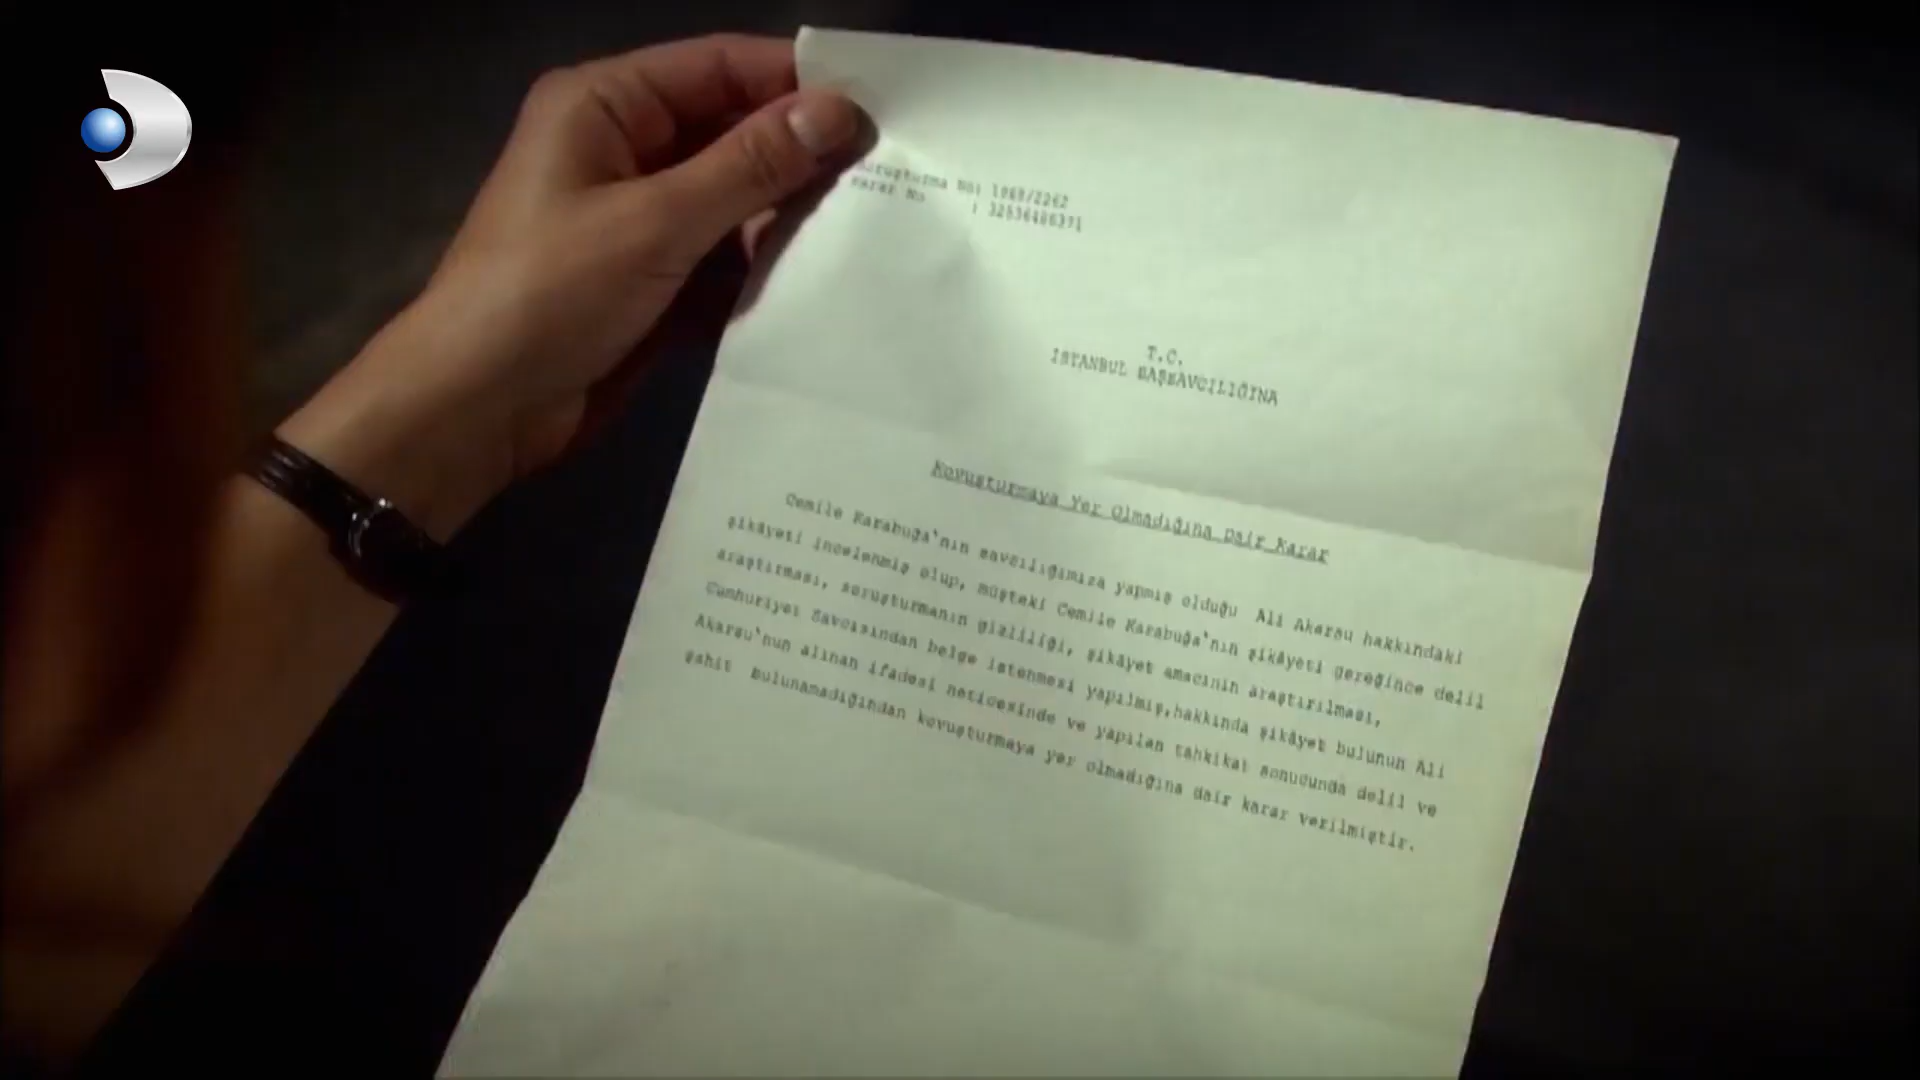 Soruşturma No: 1968/2262
Karar No : 32536486371
T.C.
İSTANBUL BAŞSAVCILIĞINA
Kovuşturmaya Yer Olmadığına Dair Karar
Cemile Karabuğa'nın savcılığımıza yapmış olduğu Ali Akarsu hakkındaki
şikâyeti incelenmiş olup, müşteki Cemile Karabuğa'nın şikâyeti gereğince delil
araştırması, soruşturmanın gizliliği, şikâyet amacının araştırılması,
Cumhuriyet Savcısından belge istenmesi yapılmış,hakkında şikâyet bulunun Ali
Akarsu'nun alınan ifadesi neticesinde ve yapılan tahkikat sonucunda delil ve
şahit bulunamadığından kovuşturmaya yer olmadığına dair karar verilmiştir.